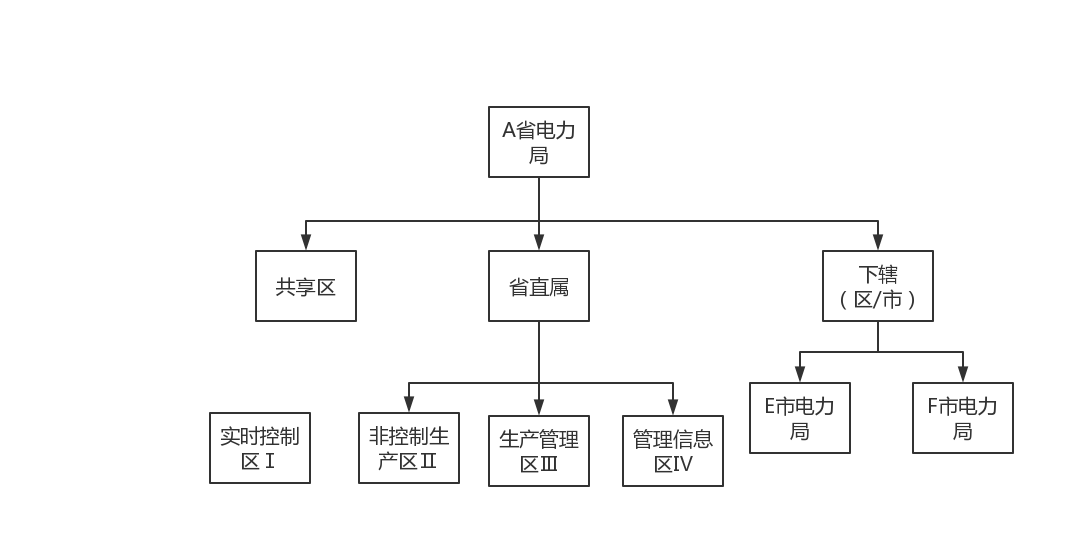 A省电力
局
共享区
省直属
下辖
（区/市）
实时控制
区Ⅰ
非控制生
产区Ⅱ
生产管理
区Ⅲ
管理信息
区Ⅳ
E市电力
局
F市电力
局